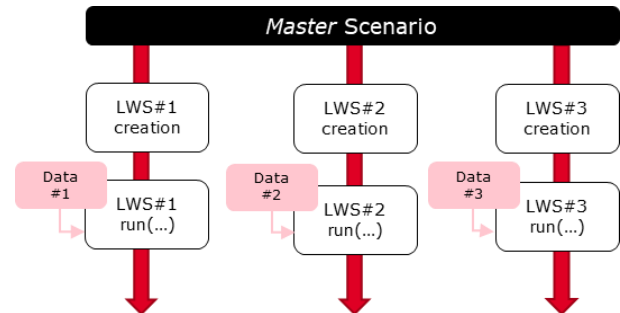 Master Scenario
LWS#1
creation
LWS#2
creation
LWS#3
creation
Data
#1
LWS#1
run(...)
Data
#2
LWS#2
run(...)
Data
#3
LWS#3
run(...)